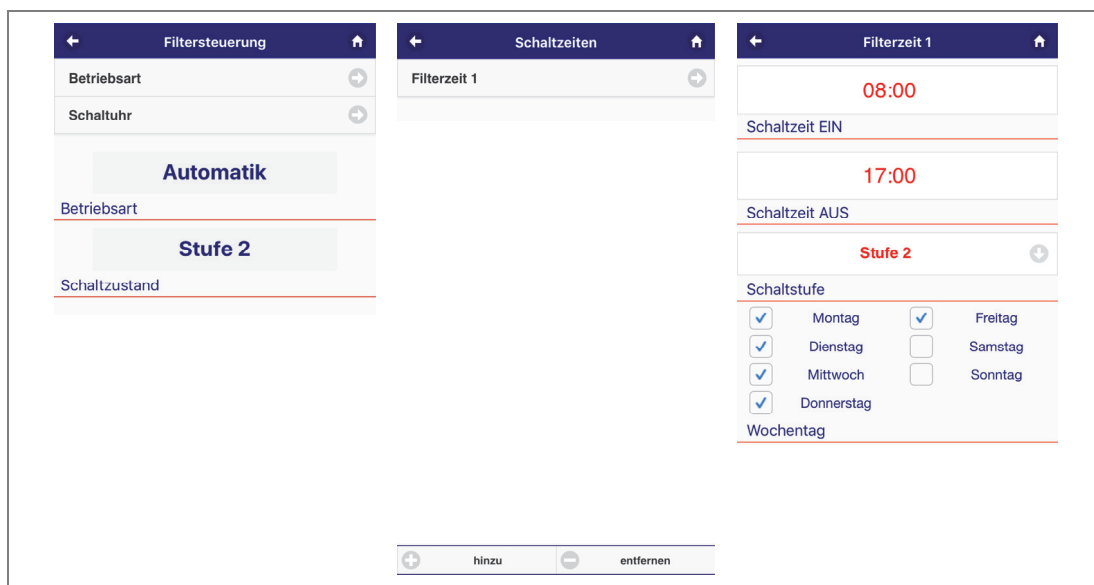 Filtersteuerung
Betriebsart
Schaltuhr
Automatik
Betriebsart
Stufe 2
Schaltzustand
Schaltzeiten
Filterzeit 1
hinzu entfernen
Filterzeit 1
08:00
Schaltzeit EIN
17:00
Schaltzeit AUS
Stufe 2
Schaltstufe
Montag Freitag
Dienstag Samstag
Mittwoch Sonntag
Donnerstag
Wochentag